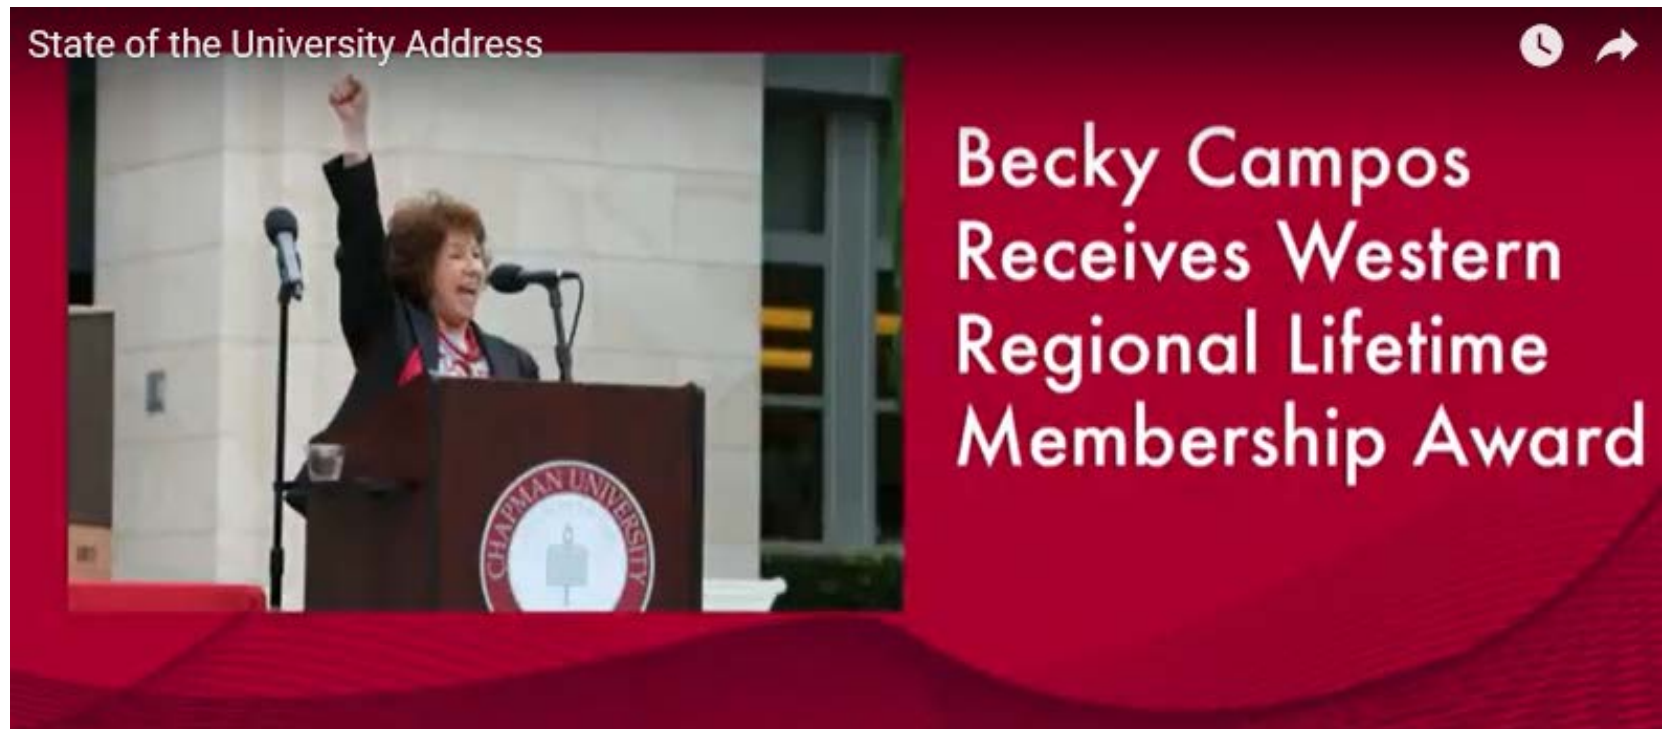 State of the University Address
Becky Campos
Receives Western
Regional Lifetime
Membership Award
CHAPMAN UNIVERSITY